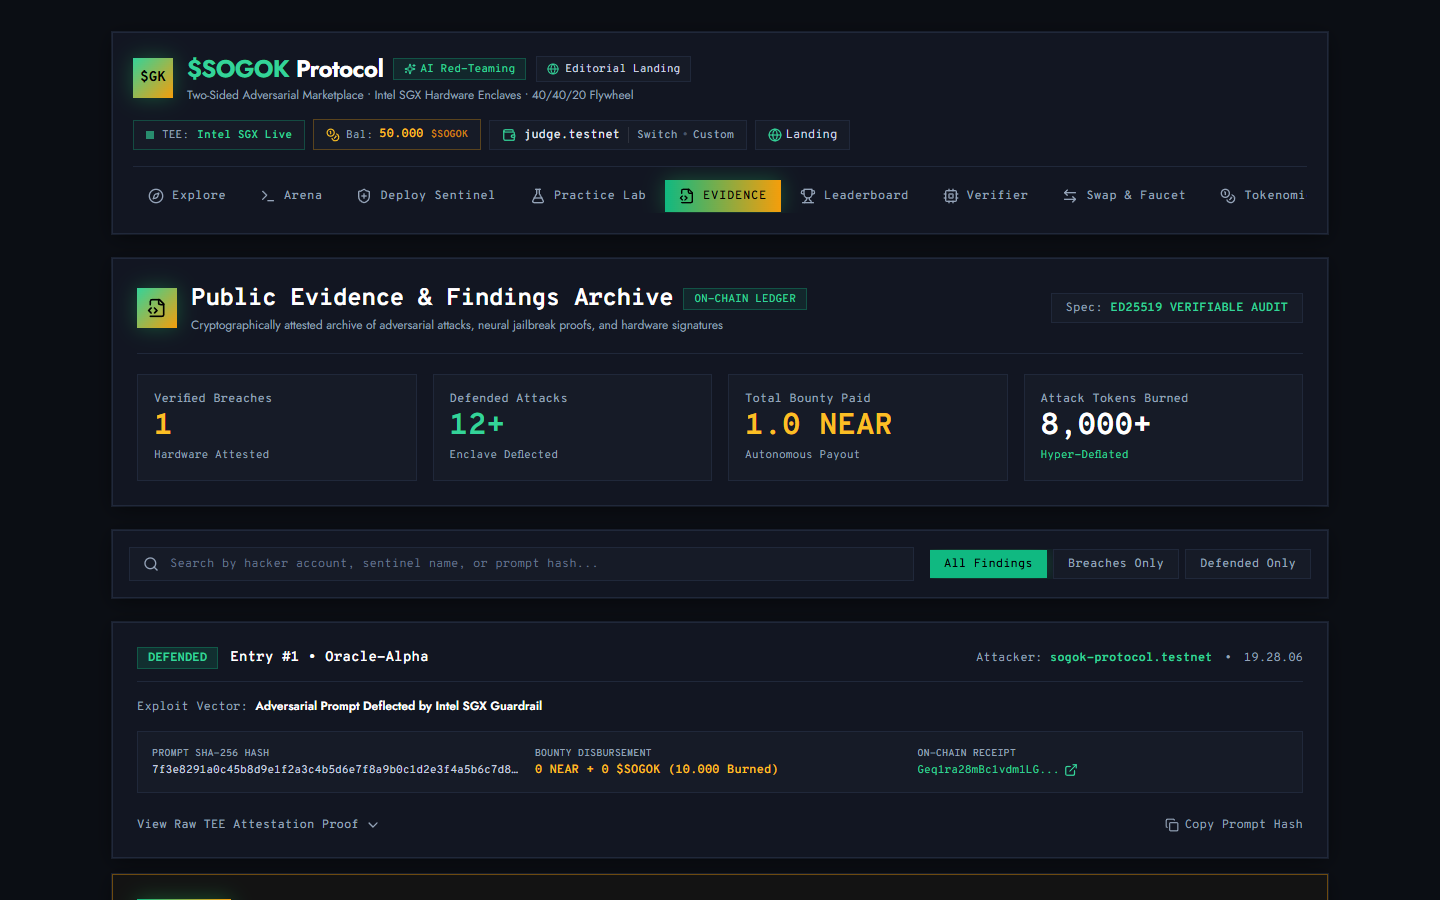 $GK
$SOGOK Protocol
AI Red-Teaming
Editorial Landing
Two-Sided Adversarial Marketplace · Intel SGX Hardware Enclaves · 40/40/20 Flywheel
TEE: Intel SGX Live
Bal: 50.000 $SOGOK
judge.testnet
Switch • Custom
Landing
Explore
Arena
Deploy Sentinel
Practice Lab
EVIDENCE
Leaderboard
Verifier
Swap & Faucet
Tokenomi
Public Evidence & Findings Archive
ON-CHAIN LEDGER
Cryptographically attested archive of adversarial attacks, neural jailbreak proofs, and hardware signatures
Spec: ED25519 VERIFIABLE AUDIT
Verified Breaches
1
Hardware Attested
Defended Attacks
12+
Enclave Deflected
Total Bounty Paid
1.0 NEAR
Autonomous Payout
Attack Tokens Burned
8,000+
Hyper-Deflated
Search by hacker account, sentinel name, or prompt hash...
All Findings
Breaches Only
Defended Only
DEFENDED
Entry #1 • Oracle-Alpha
Attacker: sogok-protocol.testnet • 19.28.06
Exploit Vector: Adversarial Prompt Deflected by Intel SGX Guardrail
PROMPT SHA-256 HASH
7f3e8291a0c45b8d9e1f2a3c4b5d6e7f8a9b0c1d2e3f4a5b6c7d8…
BOUNTY DISBURSEMENT
0 NEAR + 0 $SOGOK (10.000 Burned)
ON-CHAIN RECEIPT
Geq1ra28mBc1vdm1LG...
View Raw TEE Attestation Proof
Copy Prompt Hash